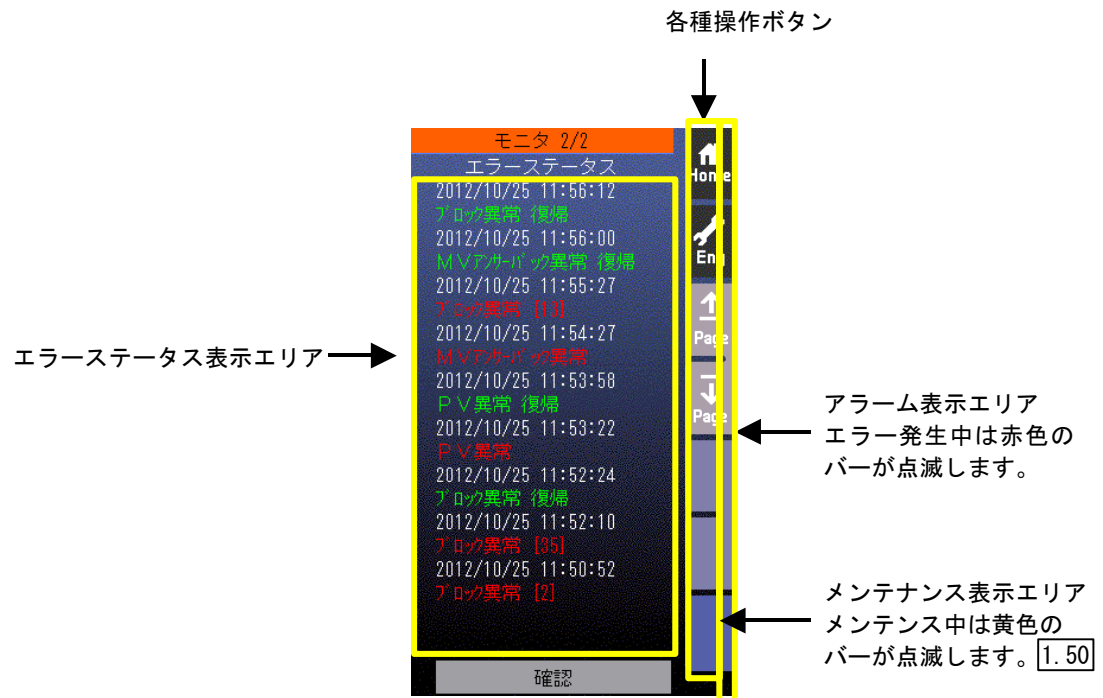 各種操作ボタン
モニタ 2/2
エラーステータス
2012/10/25 11:56:12
ブロック異常 復帰
2012/10/25 11:56:00
MVアンサーバック異常 復帰
2012/10/25 11:55:27
ブロック異常 [13]
2012/10/25 11:54:27
MVアンサーバック異常
2012/10/25 11:53:58
PV異常 復帰
2012/10/25 11:53:22
PV異常
2012/10/25 11:52:24
ブロック異常 復帰
2012/10/25 11:52:10
ブロック異常 [35]
2012/10/25 11:50:52
ブロック異常 [2]
確認
Home
Eng
Page
Page
エラーステータス表示エリア
アラーム表示エリア
エラー発生中は赤色の
バーが点滅します。
メンテナンス表示エリア
メンテンス中は黄色の
バーが点滅します。1.50